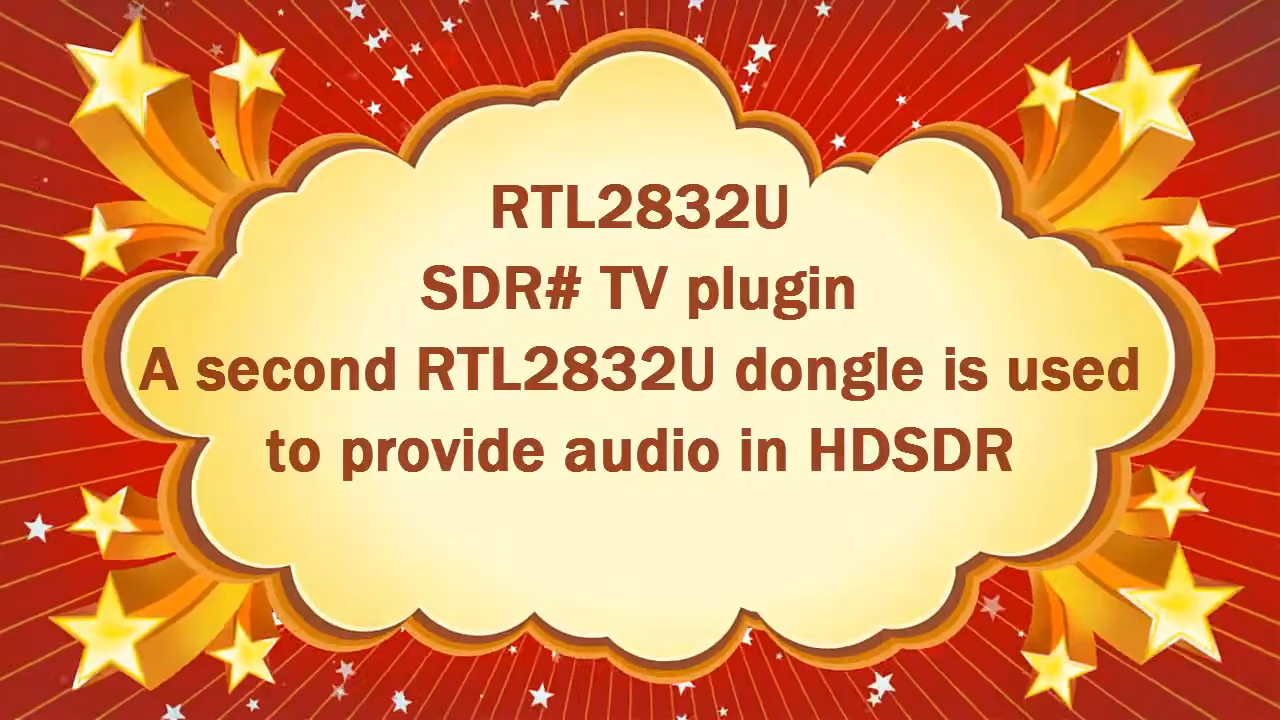 RTL2832U
SDR# TV plugin
A second RTL2832U dongle is used
to provide audio in HDSDR